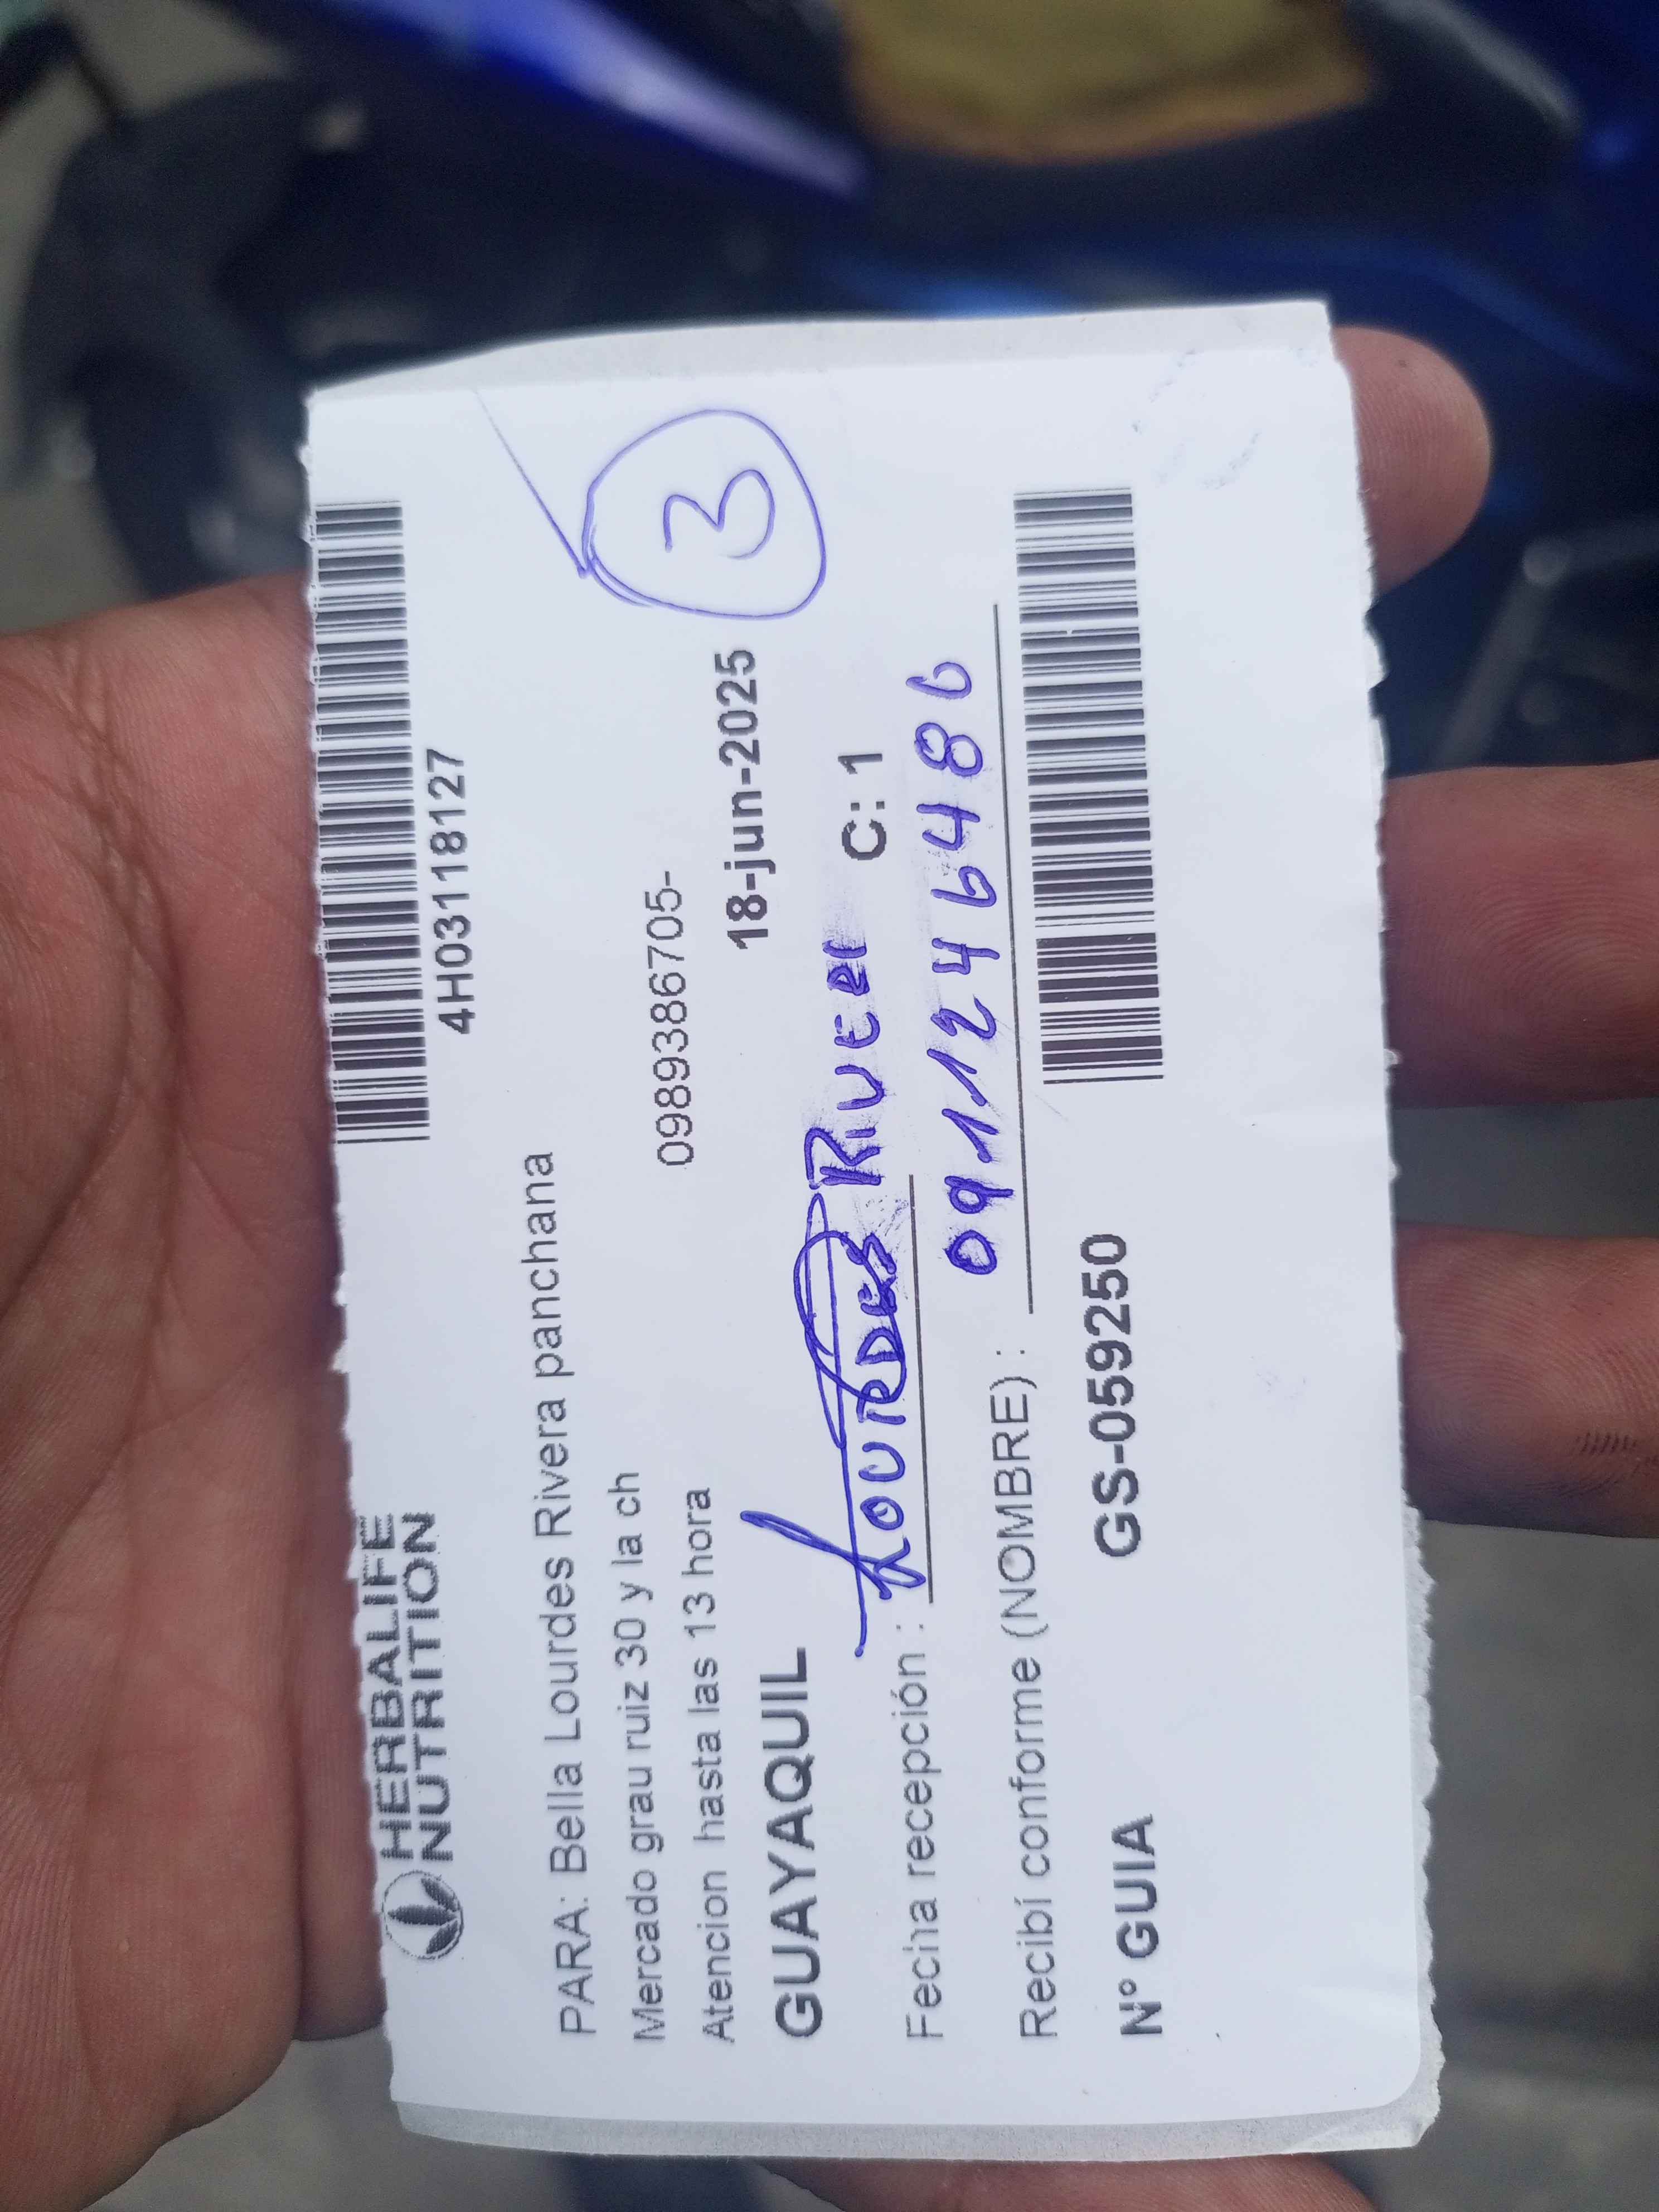 HERBALIFE
NUTRITION
4H03118127
PARA: Bella Lourdes Rivera panchana
Mercado grau ruiz 30 y la ch
0989386705-
Atencion hasta las 13 hora
GUAYAQUIL
18-jun-2025
3
Fecha recepción : Lourdes Rivera C: 1
Recibí conforme (NOMBRE) : 0911246486
N° GUIA GS-059250